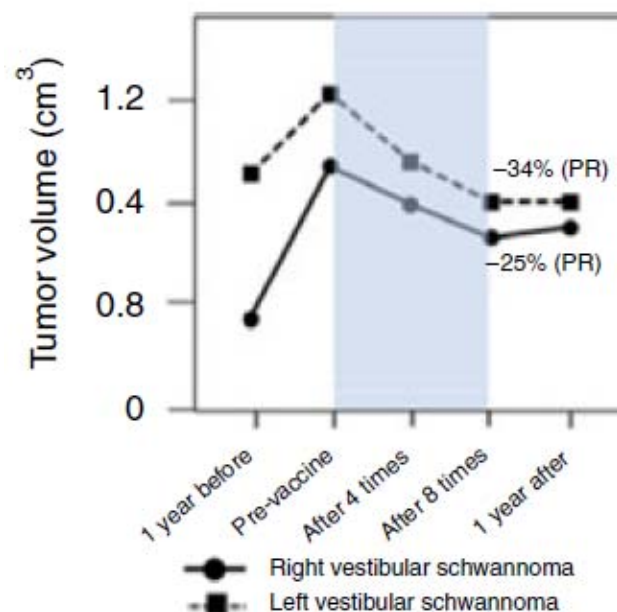 Tumor volume (cm³)
1.2
0.4
0.8
0
−34% (PR)
−25% (PR)
1 year before
Pre-vaccine
After 4 times
After 8 times
1 year after
Right vestibular schwannoma
Left vestibular schwannoma